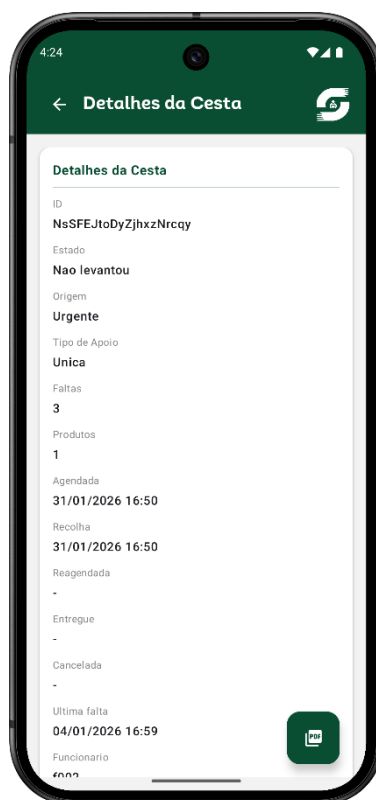 4:24
Detalhes da Cesta
Detalhes da Cesta
ID
NsSFEJtoDyZjhxzNrcqy
Estado
Nao levantou
Origem
Urgente
Tipo de Apoio
Unica
Faltas
3
Produtos
1
Agendada
31/01/2026 16:50
Recolha
31/01/2026 16:50
Reagendada
-
Entregue
-
Cancelada
-
Ultima falta
04/01/2026 16:59
PDF
Funcionario